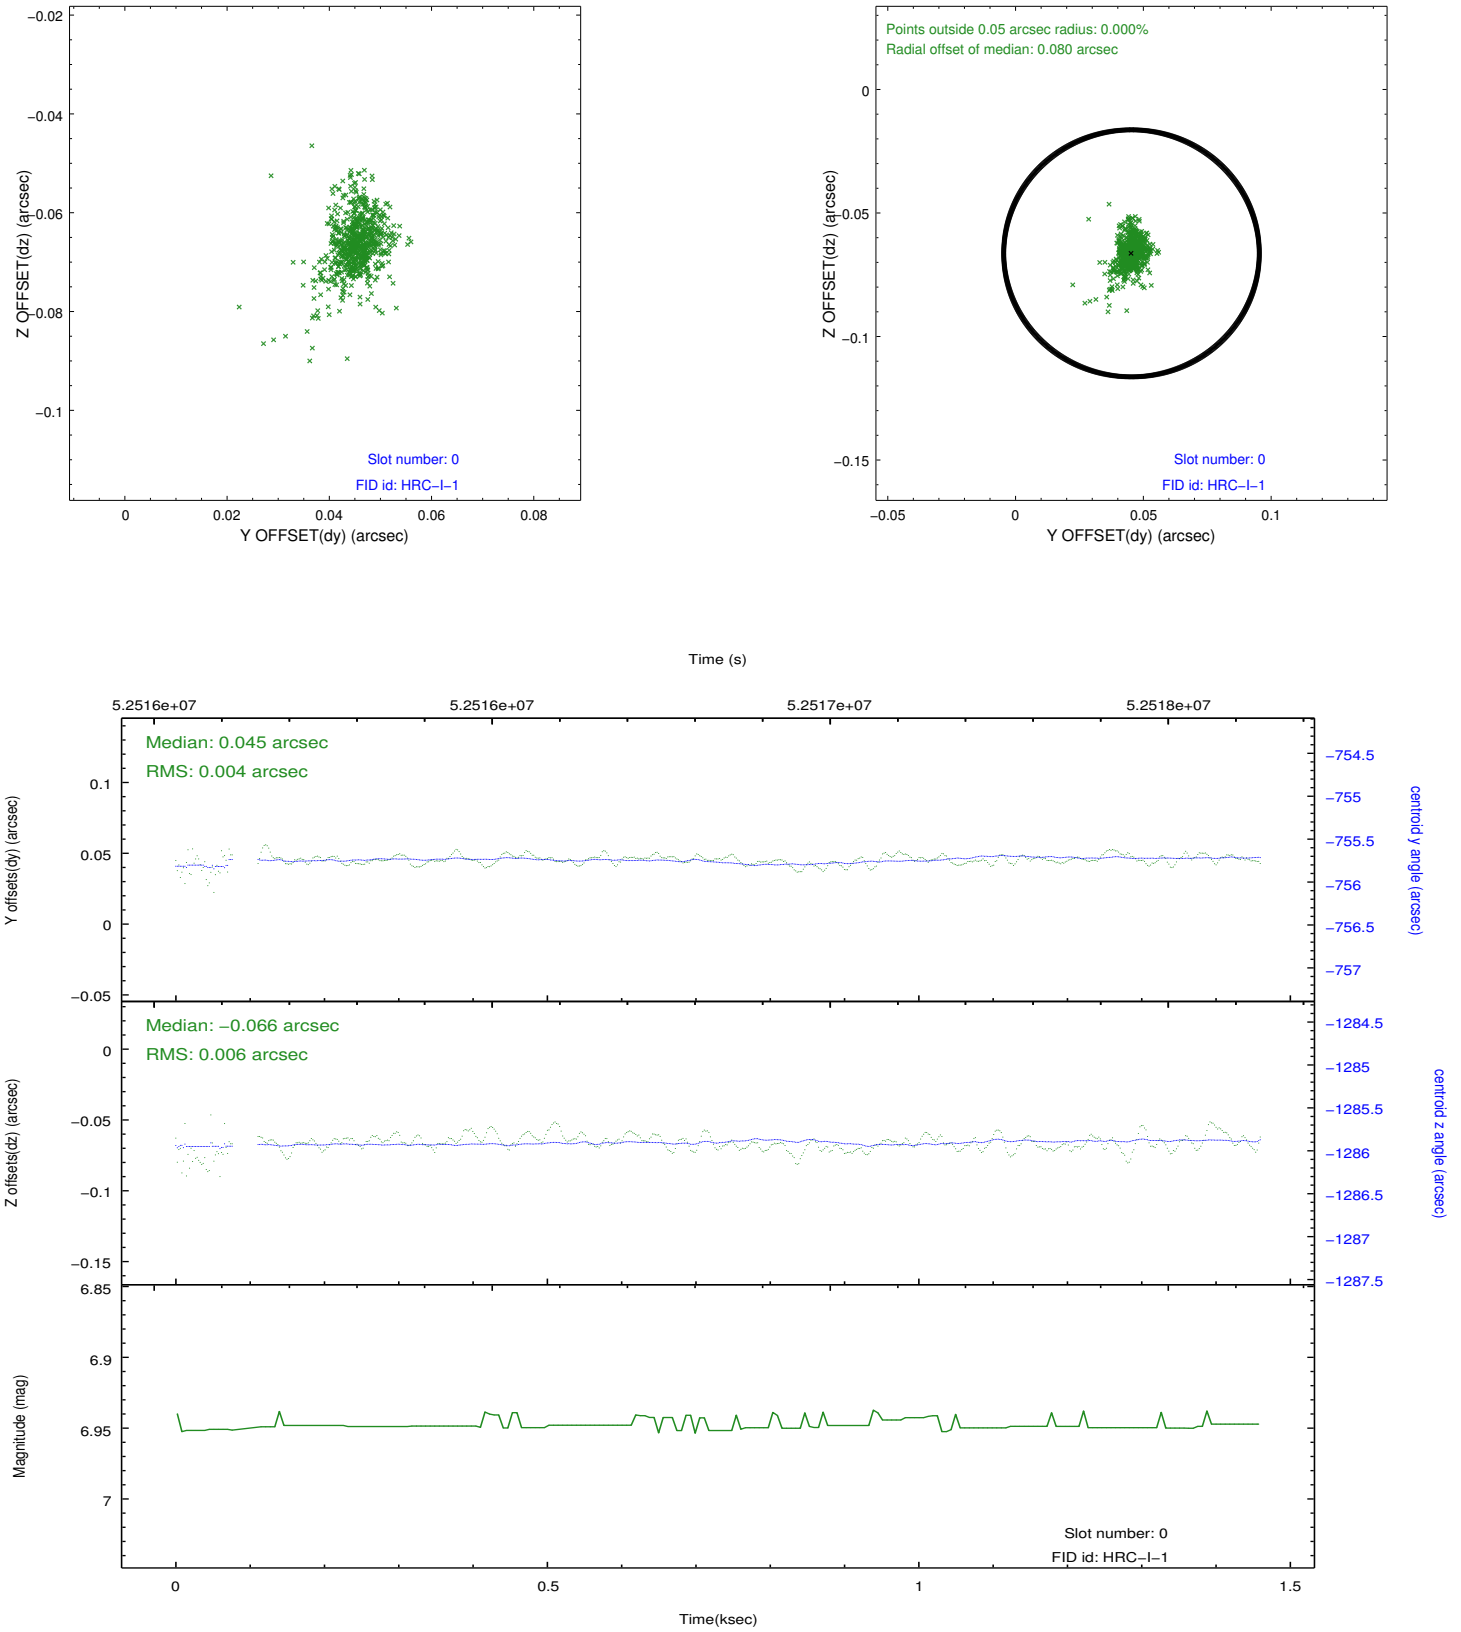 −0.02
−0.04
−0.06
−0.08
−0.1
Z OFFSET(dz) (arcsec)
Slot number: 0
FID id: HRC−I−1
0 0.02 0.04 0.06 0.08
Y OFFSET(dy) (arcsec)
Points outside 0.05 arcsec radius: 0.000%
Radial offset of median: 0.080 arcsec
0
−0.05
−0.1
−0.15
Z OFFSET(dz) (arcsec)
Slot number: 0
FID id: HRC−I−1
−0.05 0 0.05 0.1
Y OFFSET(dy) (arcsec)
Time (s)
5.2516e+07 5.2516e+07 5.2517e+07 5.2518e+07
Median: 0.045 arcsec
RMS: 0.004 arcsec
0.1
0.05
0
−0.05
Y offsets(dy) (arcsec)
−754.5
−755
−755.5
−756
−756.5
−757
centroid y angle (arcsec)
Median: −0.066 arcsec
RMS: 0.006 arcsec
0
−0.05
−0.1
−0.15
Z offsets(dz) (arcsec)
−1284.5
−1285
−1285.5
−1286
−1286.5
−1287
−1287.5
centroid z angle (arcsec)
6.85
6.9
6.95
7
Magnitude (mag)
Slot number: 0
FID id: HRC−I−1
0 0.5 1 1.5
Time(ksec)